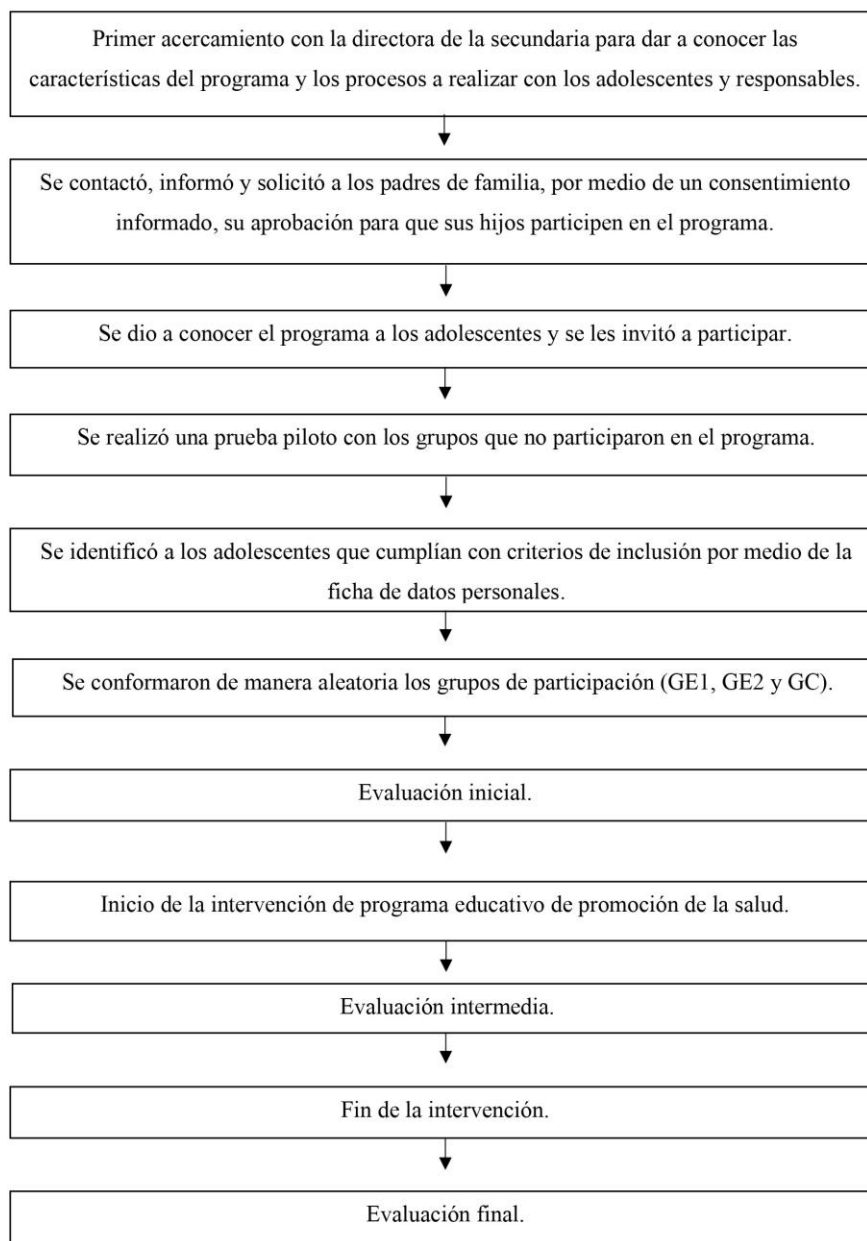 Primer acercamiento con la directora de la secundaria para dar a conocer las
características del programa y los procesos a realizar con los adolescentes y responsables.
Se contactó, informó y solicitó a los padres de familia, por medio de un consentimiento
informado, su aprobación para que sus hijos participen en el programa.
Se dio a conocer el programa a los adolescentes y se les invitó a participar.
Se realizó una prueba piloto con los grupos que no participaron en el programa.
Se identificó a los adolescentes que cumplían con criterios de inclusión por medio de la
ficha de datos personales.
Se conformaron de manera aleatoria los grupos de participación (GE1, GE2 y GC).
Evaluación inicial.
Inicio de la intervención de programa educativo de promoción de la salud.
Evaluación intermedia.
Fin de la intervención.
Evaluación final.